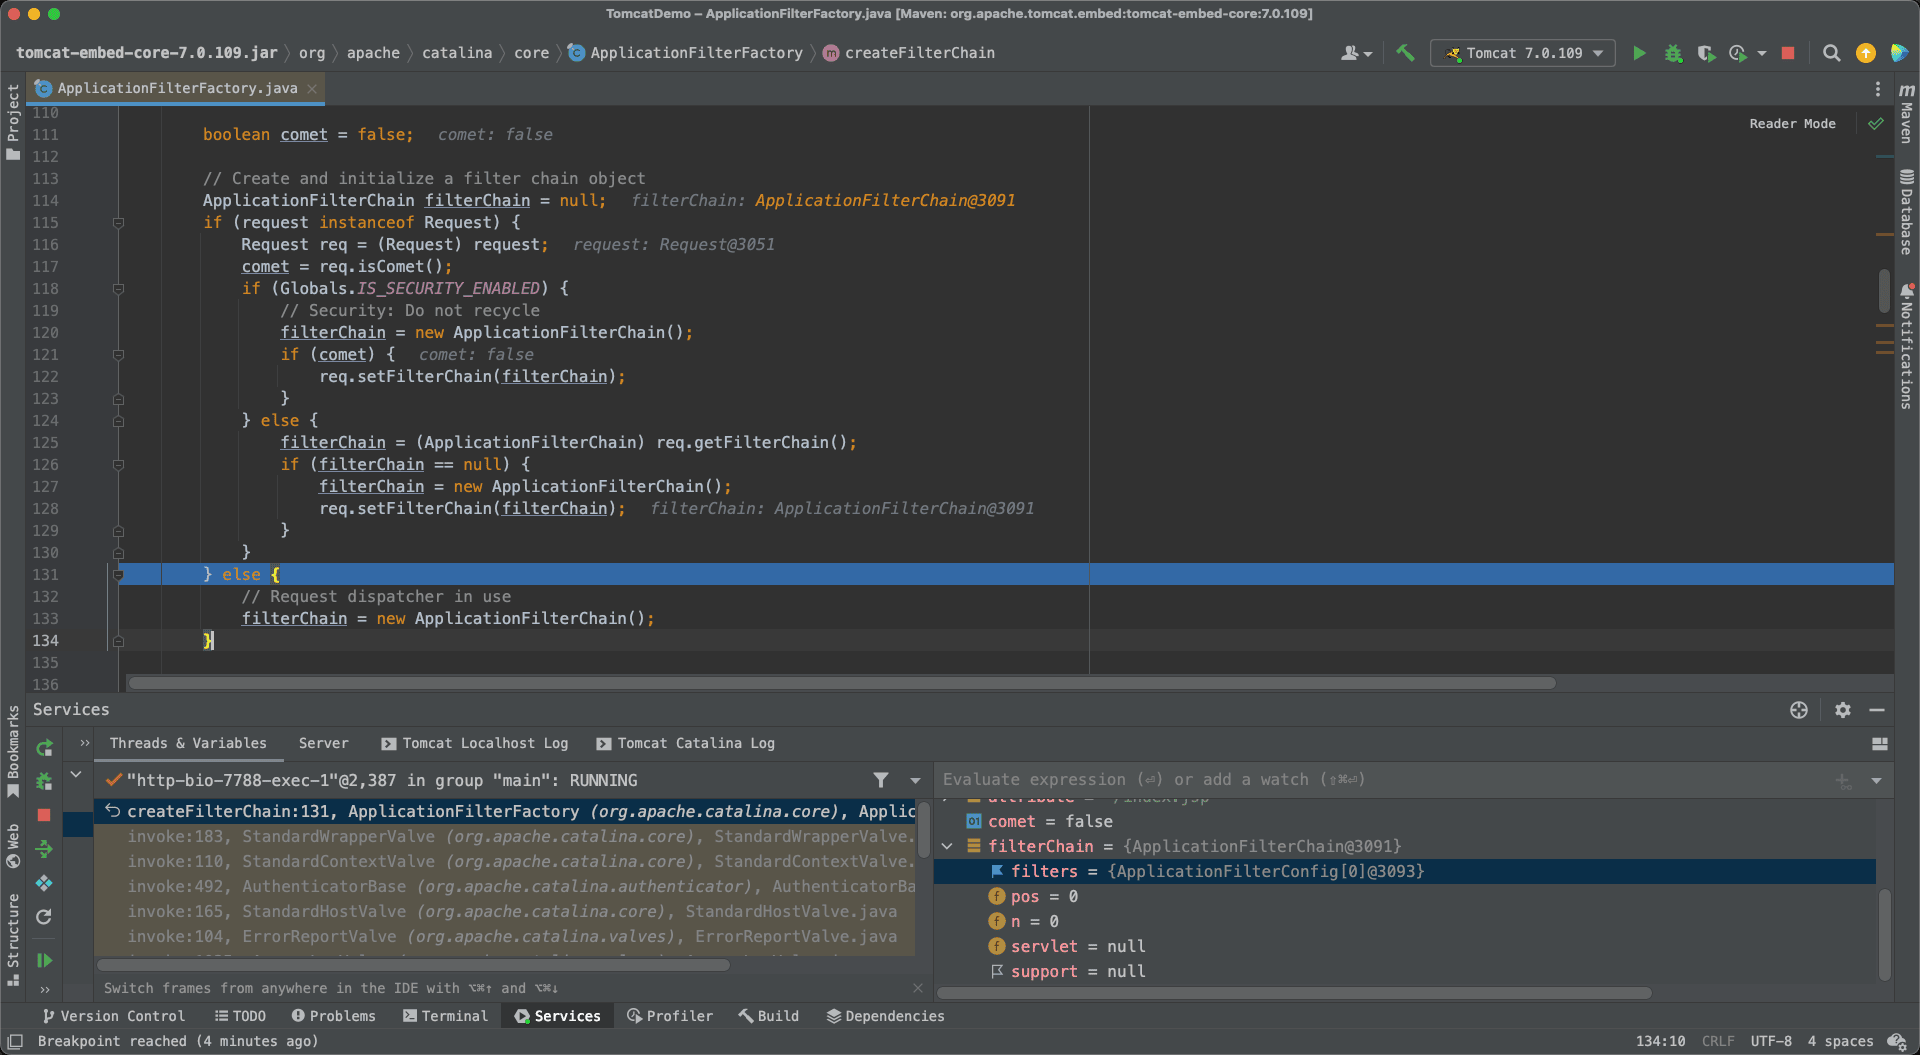 TomcatDemo – ApplicationFilterFactory.java [Maven: org.apache.tomcat.embed:tomcat-embed-core:7.0.109]
tomcat-embed-core-7.0.109.jar org apache catalina core ApplicationFilterFactory createFilterChain
Tomcat 7.0.109
ApplicationFilterFactory.java
Project
Reader Mode
Maven
Database
Notifications
110
111 boolean comet = false; comet: false
112
113 // Create and initialize a filter chain object
114 ApplicationFilterChain filterChain = null; filterChain: ApplicationFilterChain@3091
115 if (request instanceof Request) {
116 Request req = (Request) request; request: Request@3051
117 comet = req.isComet();
118 if (Globals.IS_SECURITY_ENABLED) {
119 // Security: Do not recycle
120 filterChain = new ApplicationFilterChain();
121 if (comet) { comet: false
122 req.setFilterChain(filterChain);
123 }
124 } else {
125 filterChain = (ApplicationFilterChain) req.getFilterChain();
126 if (filterChain == null) {
127 filterChain = new ApplicationFilterChain();
128 req.setFilterChain(filterChain); filterChain: ApplicationFilterChain@3091
129 }
130 }
131 } else {
132 // Request dispatcher in use
133 filterChain = new ApplicationFilterChain();
134 }
135
136
Services
Bookmarks
Web
Structure
Threads & Variables Server Tomcat Localhost Log Tomcat Catalina Log
"http-bio-7788-exec-1"@2,387 in group "main": RUNNING
createFilterChain:131, ApplicationFilterFactory (org.apache.catalina.core), Applic
invoke:183, StandardWrapperValve (org.apache.catalina.core), StandardWrapperValve.
invoke:110, StandardContextValve (org.apache.catalina.core), StandardContextValve.
invoke:492, AuthenticatorBase (org.apache.catalina.authenticator), AuthenticatorBa
invoke:165, StandardHostValve (org.apache.catalina.core), StandardHostValve.java
invoke:104, ErrorReportValve (org.apache.catalina.valves), ErrorReportValve.java
Switch frames from anywhere in the IDE with ⌥⌘↑ and ⌥⌘↓
Evaluate expression (⏎) or add a watch (⇧⌘⏎)
attribute = /index.jsp
comet = false
filterChain = {ApplicationFilterChain@3091}
filters = {ApplicationFilterConfig[0]@3093}
pos = 0
n = 0
servlet = null
support = null
Version Control TODO Problems Terminal Services Profiler Build Dependencies
Breakpoint reached (4 minutes ago)
134:10 CRLF UTF-8 4 spaces